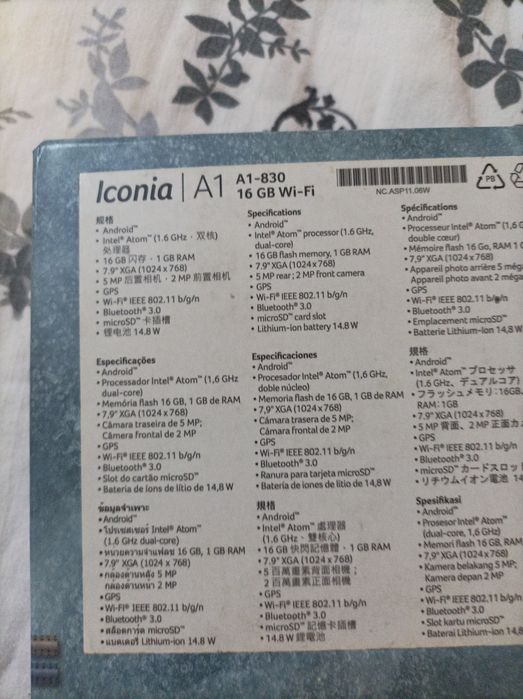 Iconia | A1
A1-830
16 GB Wi-Fi
NC.ASP11.06W
PB
规格
• Android™
• Intel® Atom™ (1.6 GHz，双核)
处理器
• 16 GB 闪存，1 GB RAM
• 7.9" XGA (1024 x 768)
• 5 MP 后置相机，2 MP 前置相机
• GPS
• Wi-Fi® IEEE 802.11 b/g/n
• Bluetooth® 3.0
• microSD™ 卡插槽
• 锂电池 14.8 W
Specifications
• Android™
• Intel® Atom™ processor (1.6 GHz,
dual-core)
• 16 GB flash memory, 1 GB RAM
• 7.9" XGA (1024 x 768)
• 5 MP rear; 2 MP front camera
• GPS
• Wi-Fi® IEEE 802.11 b/g/n
• Bluetooth® 3.0
• microSD™ card slot
• Lithium-ion battery 14.8 W
Spécifications
• Android™
• Processeur Intel® Atom™ (1,6 G
double cœur)
• Mémoire flash 16 Go, RAM 1 G
• 7,9" XGA (1024 x 768)
• Appareil photo arrière 5 méga
Appareil photo avant 2 még
• GPS
• Wi-Fi® IEEE 802.11 b/g/n
• Bluetooth® 3.0
• Emplacement microSD™
• Batterie Lithium-ion 14,8 W
Especificações
• Android™
• Processador Intel® Atom™ (1,6 GHz
dual-core)
• Memória flash 16 GB, 1 GB de RAM
• 7,9" XGA (1024 x 768)
• Câmara traseira de 5 MP;
Câmara frontal de 2 MP
• GPS
• Wi-Fi® IEEE 802.11 b/g/n
• Bluetooth® 3.0
• Slot do cartão microSD™
• Bateria de íons de lítio de 14,8 W
Especificaciones
• Android™
• Procesador Intel® Atom™ (1,6 GHz,
doble núcleo)
• Memoria flash de 16 GB, 1 GB de RAM
• 7,9" XGA (1024 x 768)
• Cámara trasera de 5 MP;
Cámara frontal de 2 MP
• GPS
• Wi-Fi® IEEE 802.11 b/g/n
• Bluetooth® 3.0
• Ranura para tarjeta microSD™
• Batería de iones de litio de 14,8 W
規格
• Android™
• Intel® Atom™ プロセッサ
(1.6 GHz、デュアルコア)
• フラッシュメモリ：16GB、
RAM：1GB
• 7.9" XGA (1024 x 768)
• 5 MP 背面、2 MP 正面カ
• GPS
• Wi-Fi® IEEE 802.11 b/g/n
• Bluetooth® 3.0
• microSD™ カードスロッ
• リチウムイオン電池 14
ข้อมูลจำเพาะ
• Android™
• โปรเซสเซอร์ Intel® Atom™
(1.6 GHz dual-core)
• หน่วยความจำแฟลช 16 GB, 1 GB RAM
• 7.9" XGA (1024 x 768)
• กล้องด้านหลัง 5 MP
กล้องด้านหน้า 2 MP
• GPS
• Wi-Fi® IEEE 802.11 b/g/n
• Bluetooth® 3.0
• สล็อตการ์ด microSD™
• แบตเตอรี่ Lithium-ion 14.8 W
規格
• Android™
• Intel® Atom™ 處理器
(1.6 GHz、雙核心)
• 16 GB 快閃記憶體、1 GB RAM
• 7.9" XGA (1024 x 768)
• 5 百萬畫素背面相機；
2 百萬畫素正面相機
• GPS
• Wi-Fi® IEEE 802.11 b/g/n
• Bluetooth® 3.0
• microSD™ 記憶卡插槽
• 14.8 W 鋰電池
Spesifikasi
• Android™
• Prosesor Intel® Atom™
(dual-core, 1,6 GHz)
• Memori flash 16 GB, RAM
• 7,9" XGA (1024 x 768)
• Kamera belakang 5 MP;
Kamera depan 2 MP
• GPS
• Wi-Fi® IEEE 802.11 b/g/n
• Bluetooth® 3.0
• Slot kartu microSD™
• Baterai Lithium-ion 14,8 W